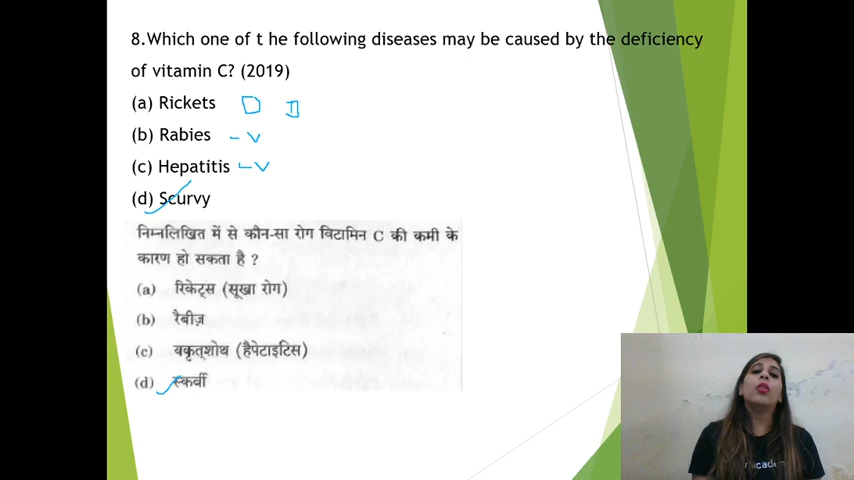 8.Which one of t he following diseases may be caused by the deficiency
of vitamin C? (2019)
(a) Rickets D D
(b) Rabies - V
(c) Hepatitis - V
(d) Scurvy
निम्नलिखित में से कौन-सा रोग विटामिन C की कमी के
कारण हो सकता है ?
(a) रिकेट्स (सूखा रोग)
(b) रैबीज़
(c) यकृत्शोथ (हैपेटाइटिस)
(d) स्कर्वी